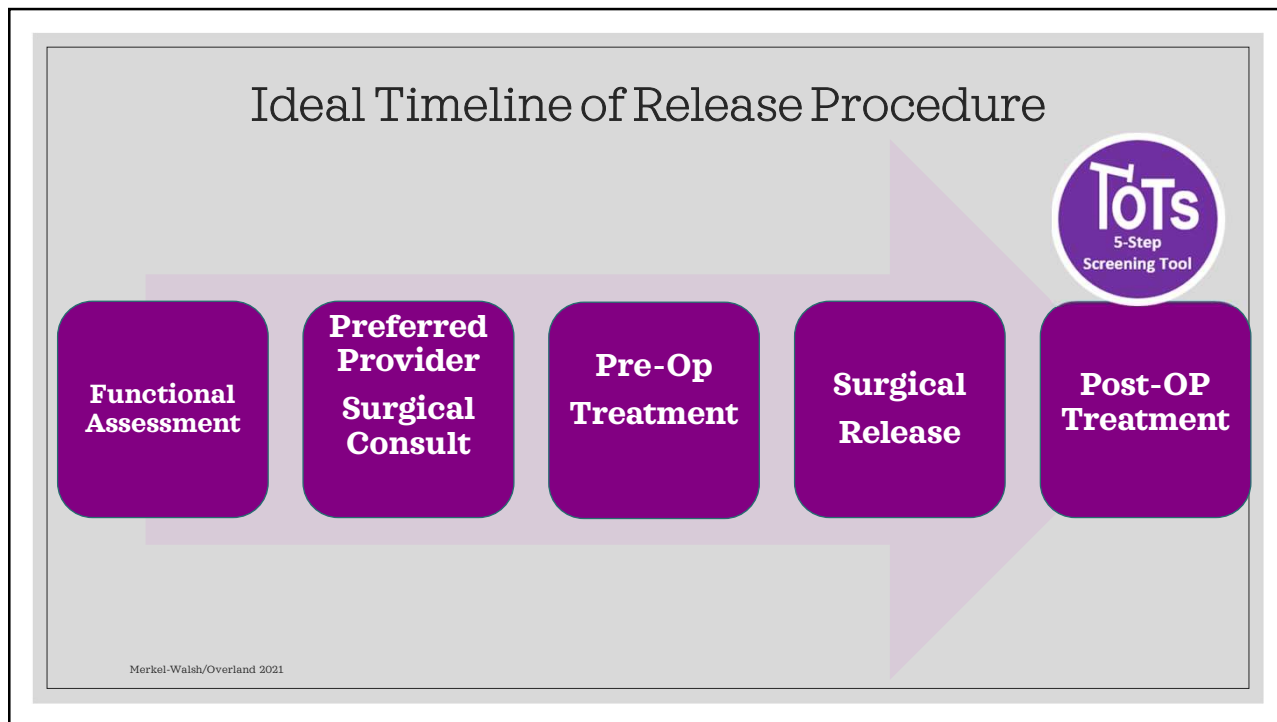 Ideal Timeline of Release Procedure
TOTs
5-Step
Screening Tool
Functional
Assessment
Preferred
Provider
Surgical
Consult
Pre-Op
Treatment
Surgical
Release
Post-OP
Treatment
Merkel-Walsh/Overland 2021